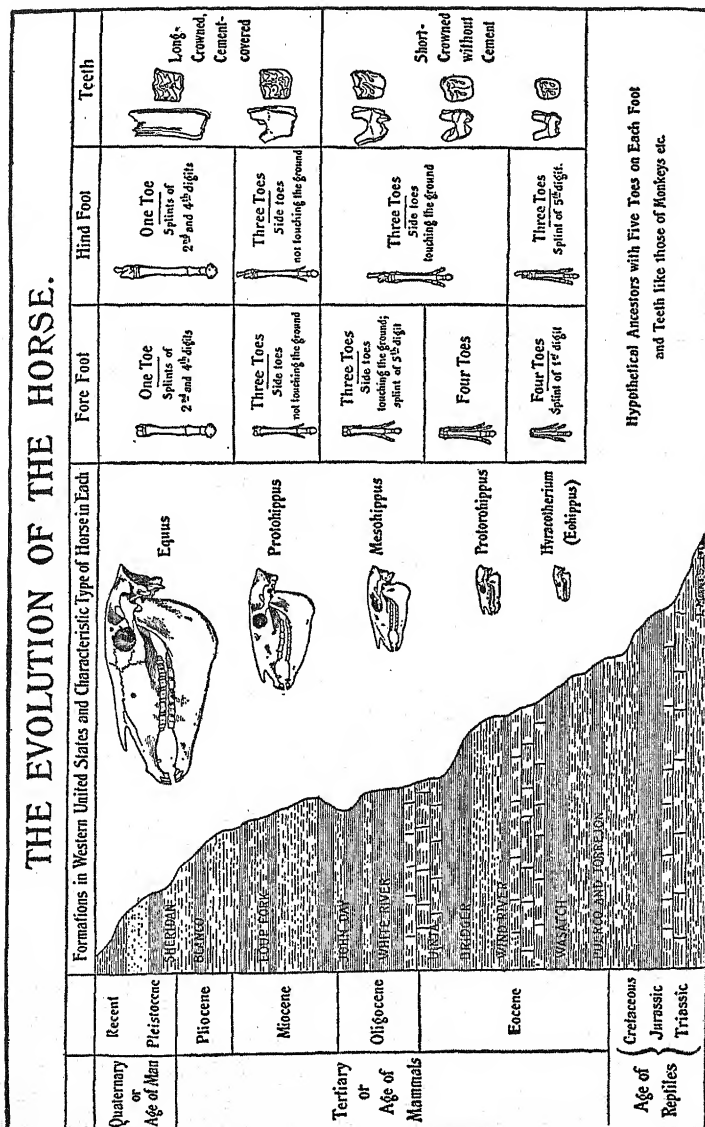 THE EVOLUTION OF THE HORSE.
Formations in Western United States and Characteristic Type of Horse in Each
Fore Foot
Hind Foot
Teeth
Quaternary
or
Age of Man
Recent
Pleistocene
SHERIDAN
Equus
One Toe
Splints of
2nd and 4th digits
One Toe
Splints of
2nd and 4th digits
Long-
Crowned,
Cement-
covered
Tertiary
or
Age of
Mammals
Pliocene
BLANCO
Miocene
LOUP FORK
Protohippus
Three Toes
Side toes
not touching the ground
Three Toes
Side toes
not touching the ground
Oligocene
JOHN DAY
WHITE RIVER
Mesohippus
Three Toes
Side toes
touching the ground;
splint of 5th digit
Three Toes
Side toes
touching the ground
Short-
Crowned
without
Cement
Eocene
UINTA
BRIDGER
WIND RIVER
Protorohippus
Four Toes
WASATCH
Hyracotherium
(Eohippus)
Four Toes
Splint of 1st digit
Three Toes
Splint of 5th digit.
PUERCO AND TORREJON
Age of
Reptiles
Cretaceous
Jurassic
Triassic
Hypothetical Ancestors with Five Toes on Each Foot
and Teeth like those of Monkeys etc.